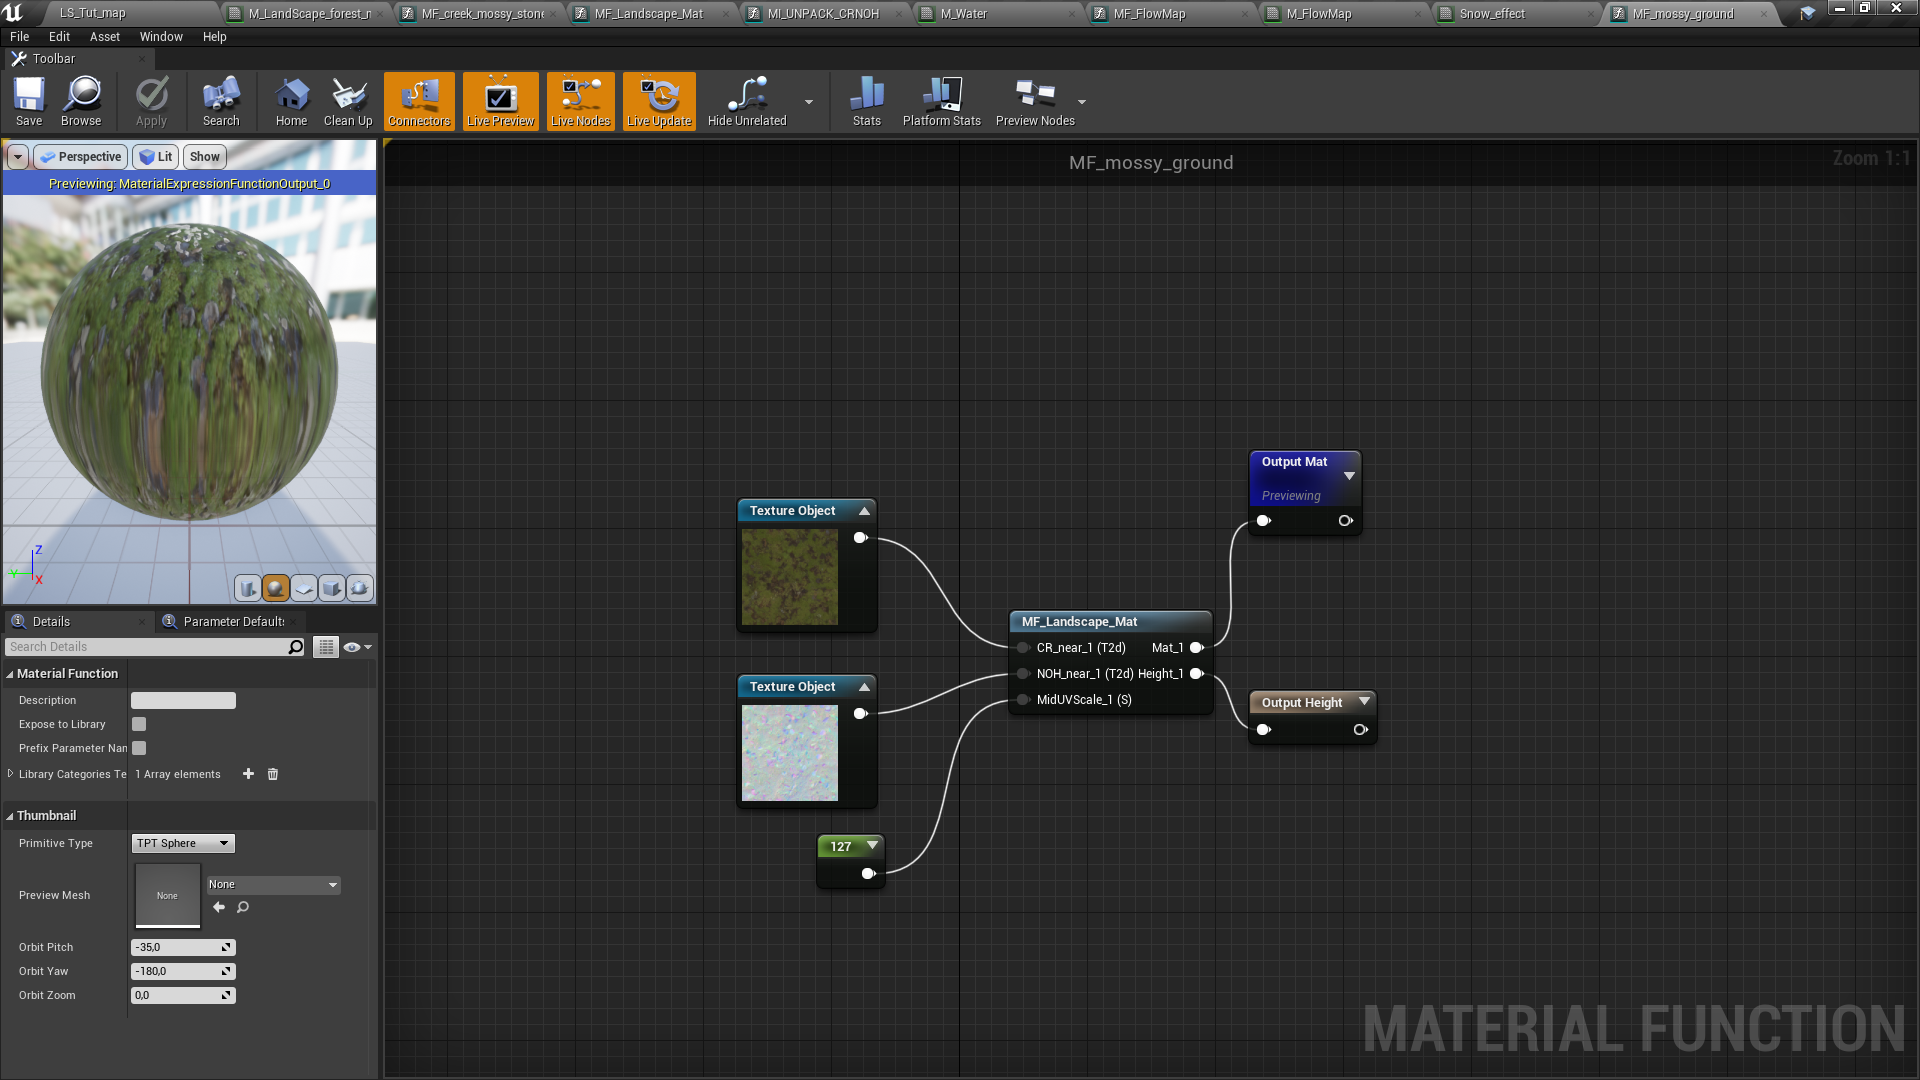 LS_Tut_map
M_LandScape_forest_r
MF_creek_mossy_stone
MF_Landscape_Mat
MI_UNPACK_CRNOH
M_Water
MF_FlowMap
M_FlowMap
Snow_effect
MF_mossy_ground
File Edit Asset Window Help
Toolbar
Save
Browse
Apply
Search
Home
Clean Up
Connectors
Live Preview
Live Nodes
Live Update
Hide Unrelated
Stats
Platform Stats
Preview Nodes
Perspective
Lit
Show
Previewing: MaterialExpressionFunctionOutput_0
Z
Y
X
MF_mossy_ground
Zoom 1:1
Output Mat
Previewing
Texture Object
MF_Landscape_Mat
CR_near_1 (T2d) Mat_1
NOH_near_1 (T2d) Height_1
MidUVScale_1 (S)
Texture Object
Output Height
127
MATERIAL FUNCTION
Details
Parameter Defaults
Search Details
Material Function
Description
Expose to Library
Prefix Parameter Nan
Library Categories Te 1 Array elements
Thumbnail
Primitive Type TPT Sphere
Preview Mesh
None
None
Orbit Pitch -35,0
Orbit Yaw -180,0
Orbit Zoom 0,0